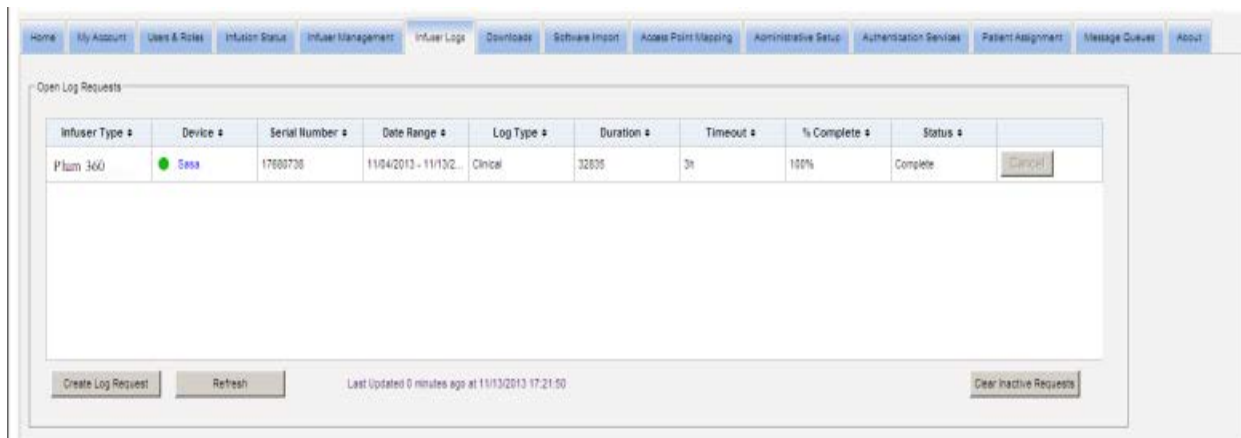 Home My Account Users & Roles Infusion Status Infuser Management Infuser Logs Downloads Software Import Access Point Mapping Administrative Setup Authentication Services Patient Assignment Message Queues About
Open Log Requests
Infuser Type Device Serial Number Date Range Log Type Duration Timeout % Complete Status
Plum 360 Sasa 11/04/2013 - 11/13/2... Clinical 32835 100% Complete Cancel
Create Log Request Refresh Last Updated 0 minutes ago at 11/13/2013 17:21:50 Clear Inactive Requests